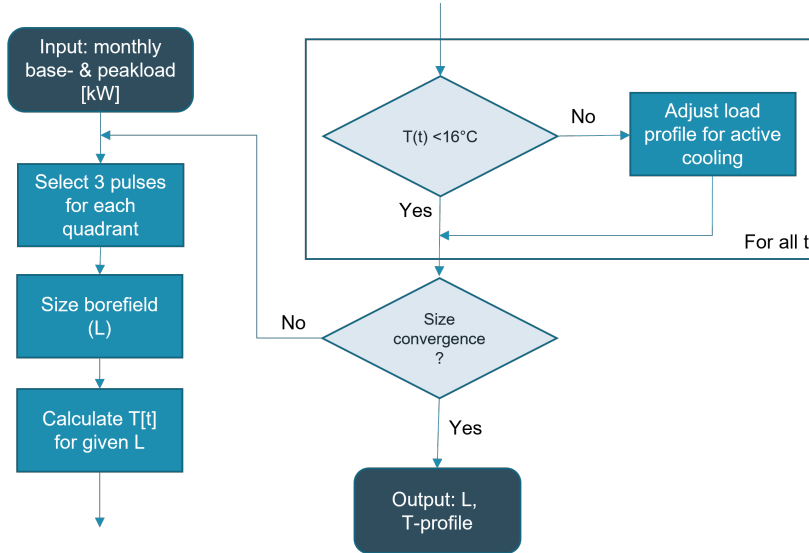 Input: monthly
base- & peakload
[kW]
Select 3 pulses
for each
quadrant
Size borefield
(L)
Calculate T[t]
for given L
T(t) <16°C
No
Adjust load
profile for active
cooling
Yes
For all t
Size
convergence
?
No
Yes
Output: L,
T-profile